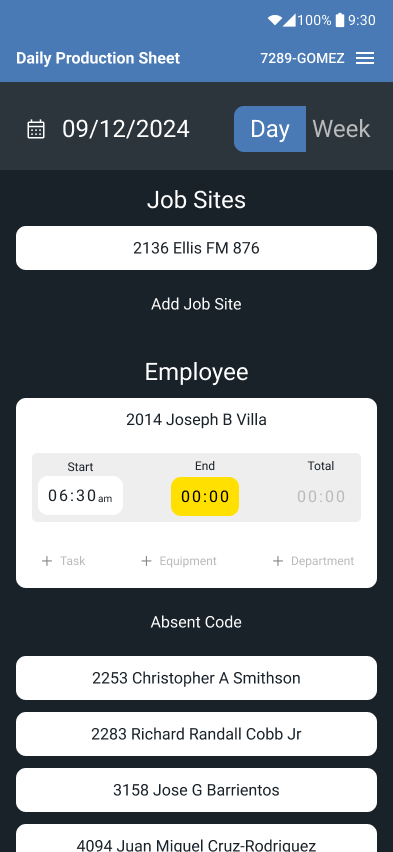 100% 9:30
Daily Production Sheet 7289-GOMEZ
09/12/2024 Day Week
Job Sites
2136 Ellis FM 876
Add Job Site
Employee
2014 Joseph B Villa
Start End Total
06:30 am 00:00 00:00
+ Task + Equipment + Department
Absent Code
2253 Christopher A Smithson
2283 Richard Randall Cobb Jr
3158 Jose G Barrientos
4094 Juan Miguel Cruz-Rodriguez